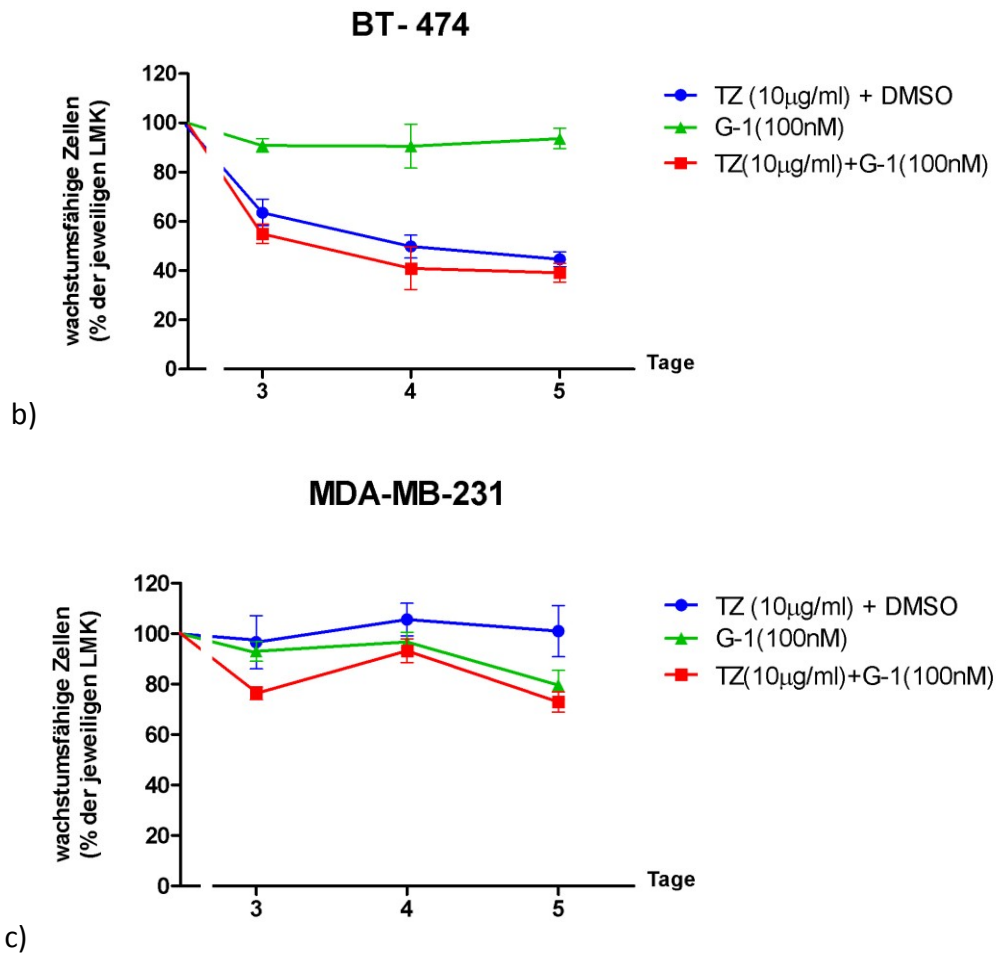 BT- 474
120
100
80
60
40
20
0
wachstumsfähige Zellen
(% der jeweiligen LMK)
3 4 5
Tage
TZ (10µg/ml) + DMSO
G-1(100nM)
TZ(10µg/ml)+G-1(100nM)
b)
MDA-MB-231
120
100
80
60
40
20
0
wachstumsfähige Zellen
(% der jeweiligen LMK)
3 4 5
Tage
TZ (10µg/ml) + DMSO
G-1(100nM)
TZ(10µg/ml)+G-1(100nM)
c)